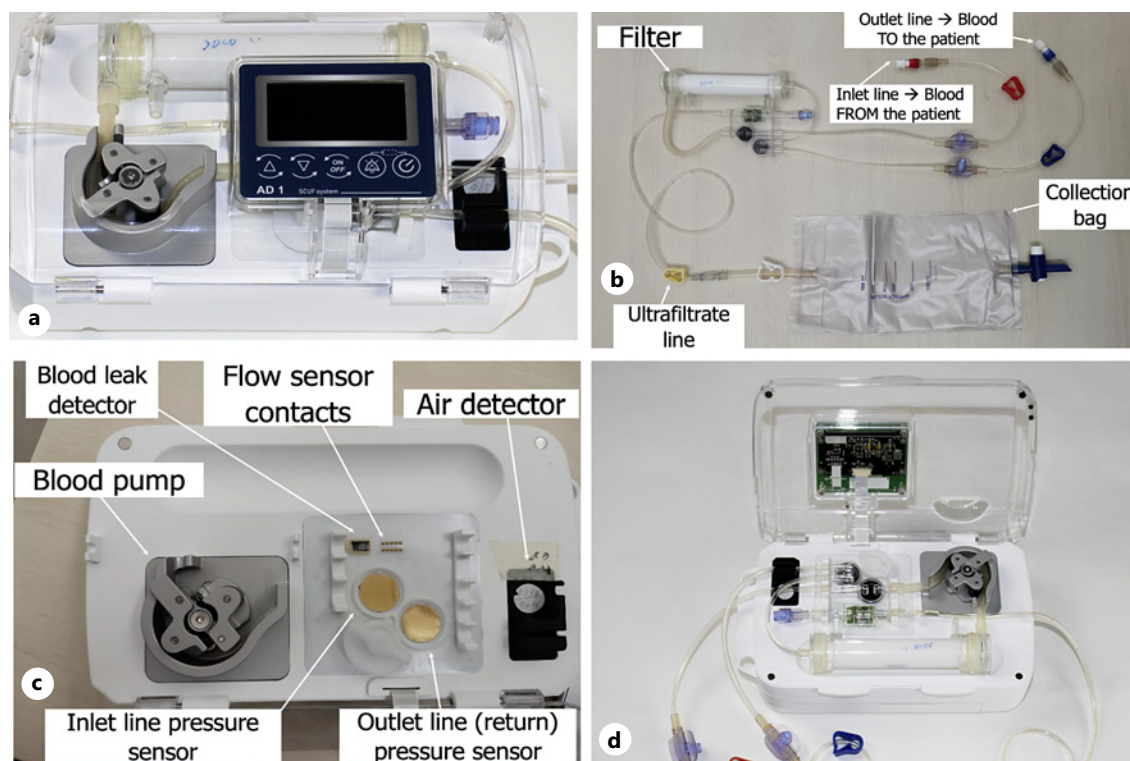 AD 1
SCUF system
ON
OFF
a
Filter
Outlet line → Blood
TO the patient
Inlet line → Blood
FROM the patient
Collection
bag
Ultrafiltrate
line
b
Blood leak
detector
Flow sensor
contacts
Air detector
Blood pump
Inlet line pressure
sensor
Outlet line (return)
pressure sensor
c
d